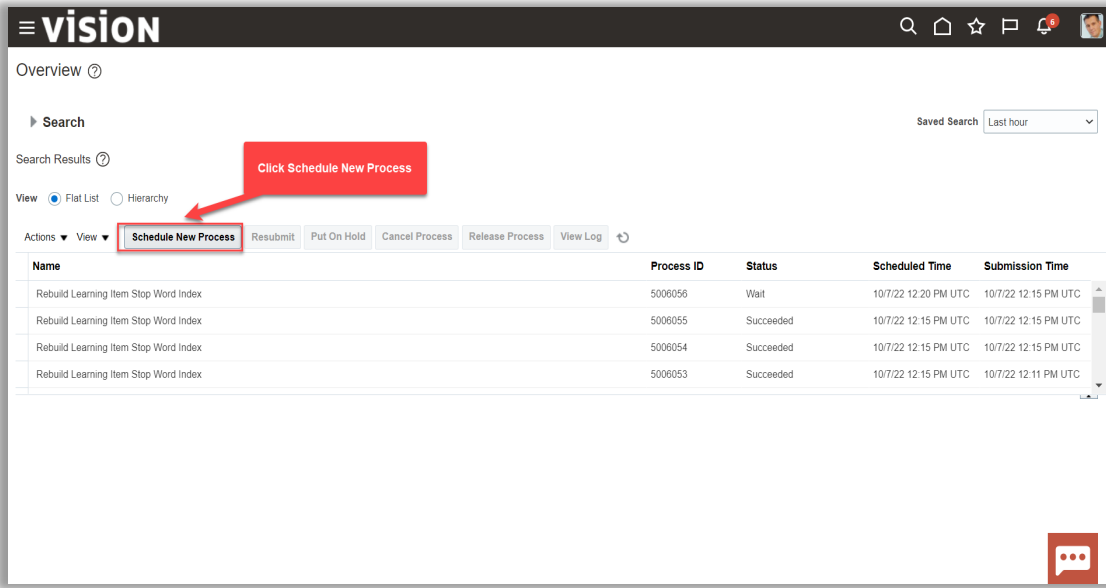 vision
6
Overview ?
Search
Saved Search Last hour
Search Results ?
Click Schedule New Process
View Flat List Hierarchy
Actions View Schedule New Process Resubmit Put On Hold Cancel Process Release Process View Log
Name Process ID Status Scheduled Time Submission Time
Rebuild Learning Item Stop Word Index 5006056 Wait 10/7/22 12:20 PM UTC 10/7/22 12:15 PM UTC
Rebuild Learning Item Stop Word Index 5006055 Succeeded 10/7/22 12:15 PM UTC 10/7/22 12:15 PM UTC
Rebuild Learning Item Stop Word Index 5006054 Succeeded 10/7/22 12:15 PM UTC 10/7/22 12:15 PM UTC
Rebuild Learning Item Stop Word Index 5006053 Succeeded 10/7/22 12:15 PM UTC 10/7/22 12:11 PM UTC